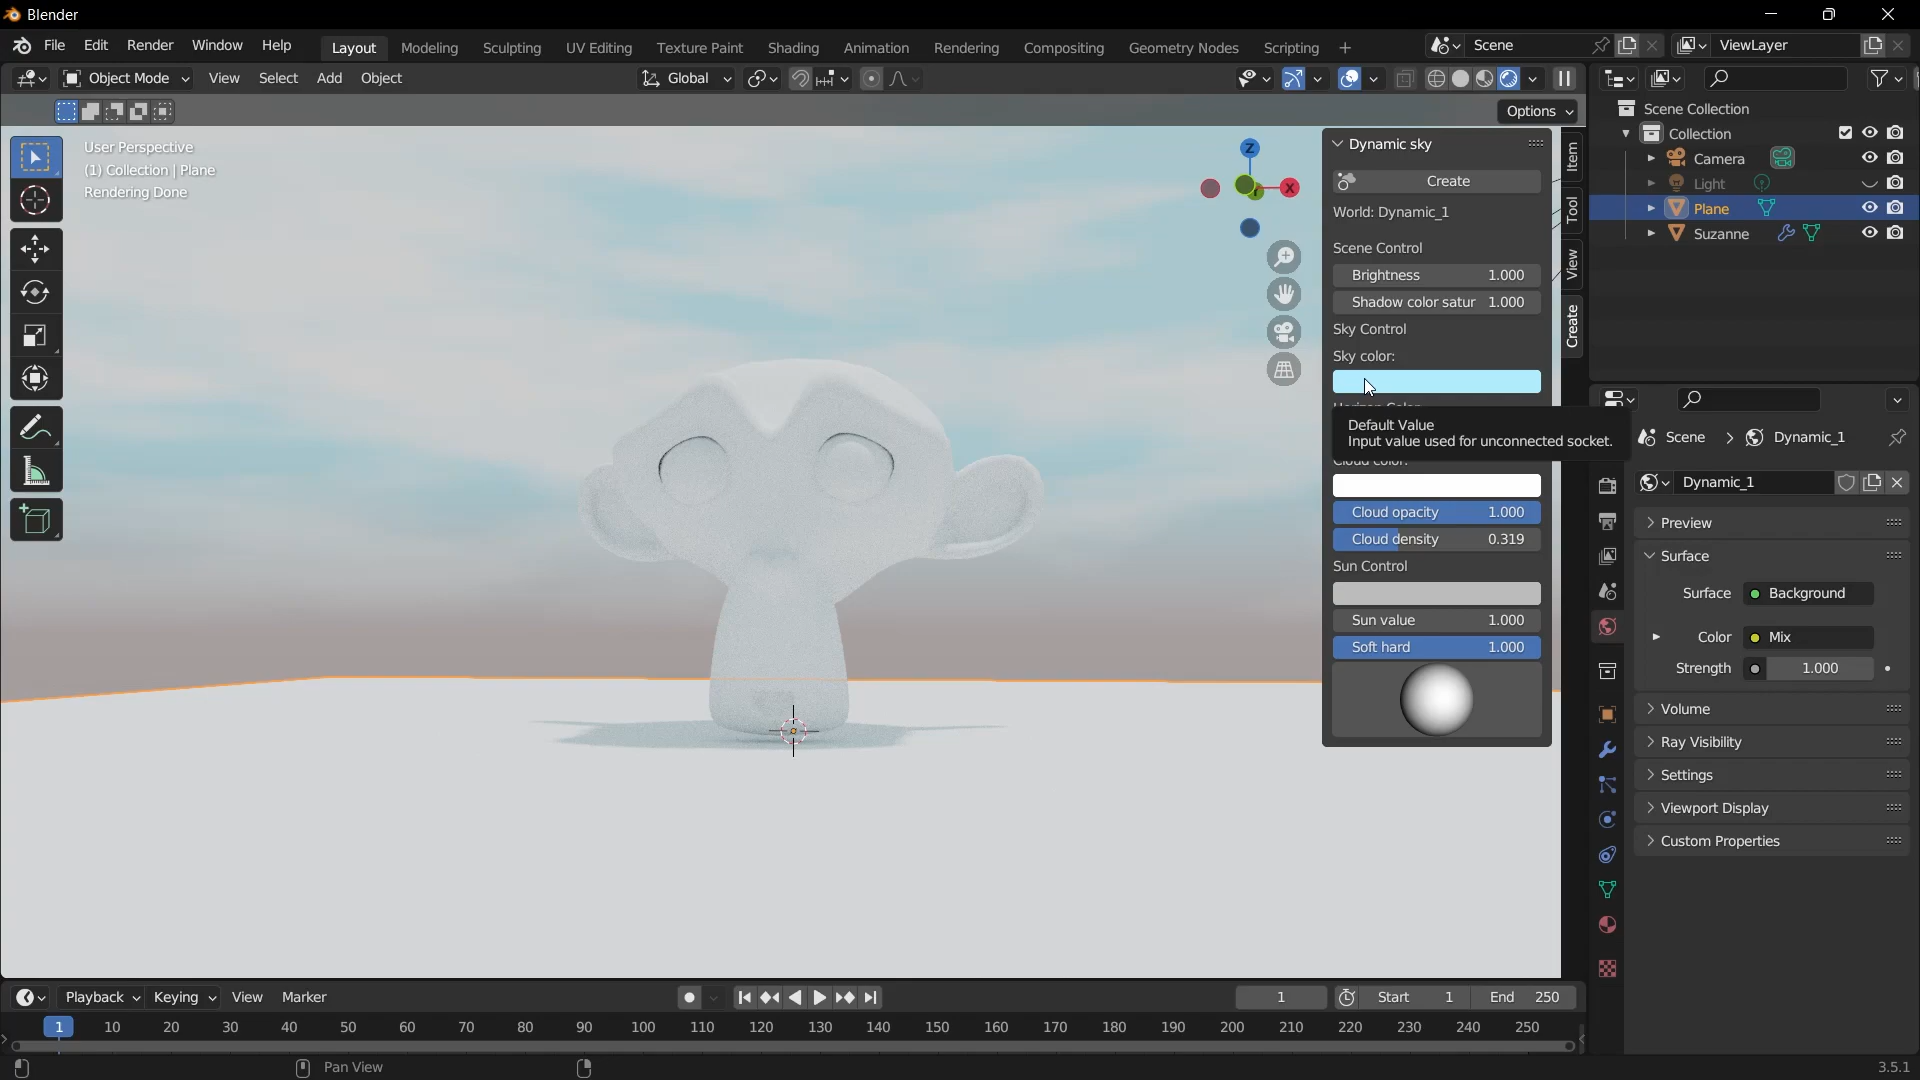 Blender
File Edit Render Window Help
Layout Modeling Sculpting UV Editing Texture Paint Shading Animation Rendering Compositing Geometry Nodes Scripting +
Scene
ViewLayer
Object Mode View Select Add Object
Global
Options
User Perspective
(1) Collection | Plane
Rendering Done
Z
X
Dynamic sky
Create
World: Dynamic_1
Scene Control
Brightness 1.000
Shadow color satur 1.000
Sky Control
Sky color:
Default Value
Input value used for unconnected socket.
Cloud color:
Cloud opacity 1.000
Cloud density 0.319
Sun Control
Sun value 1.000
Soft hard 1.000
Item
Tool
View
Create
Scene Collection
Collection
Camera
Light
Plane
Suzanne
Scene Dynamic_1
Dynamic_1
Preview
Surface
Surface Background
Color Mix
Strength 1.000
Volume
Ray Visibility
Settings
Viewport Display
Custom Properties
Playback Keying View Marker
1
Start 1
End 250
1 10 20 30 40 50 60 70 80 90 100 110 120 130 140 150 160 170 180 190 200 210 220 230 240 250
Pan View
3.5.1